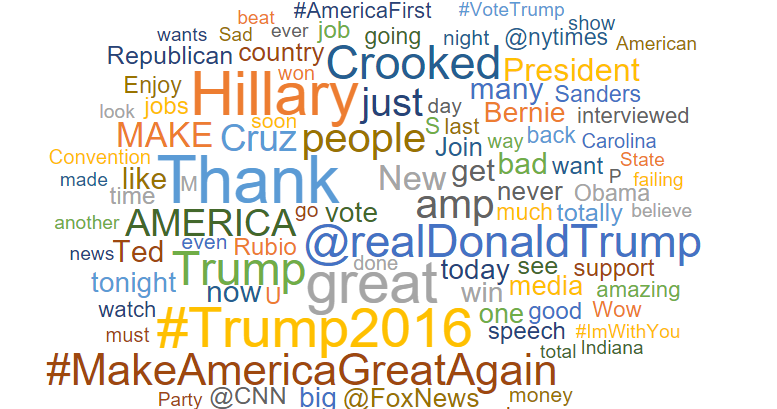 #AmericaFirst #VoteTrump
beat
wants Sad ever job going night @nytimes show
American
Republican country Crooked President
Enjoy won many Sanders
look jobs Hillary just day Bernie interviewed
soon
MAKE Cruz people S last Join way back Carolina
Convention Thank New get bad want State
made like M P failing
time amp never Obama
another AMERICA go vote much totally believe
news Ted even Rubio @realDonaldTrump
tonight Trump great done today see support
now U win media amazing
watch #Trump2016 one good Wow
must speech #ImWithYou
total Indiana
#MakeAmericaGreatAgain
Party @CNN big @FoxNews money